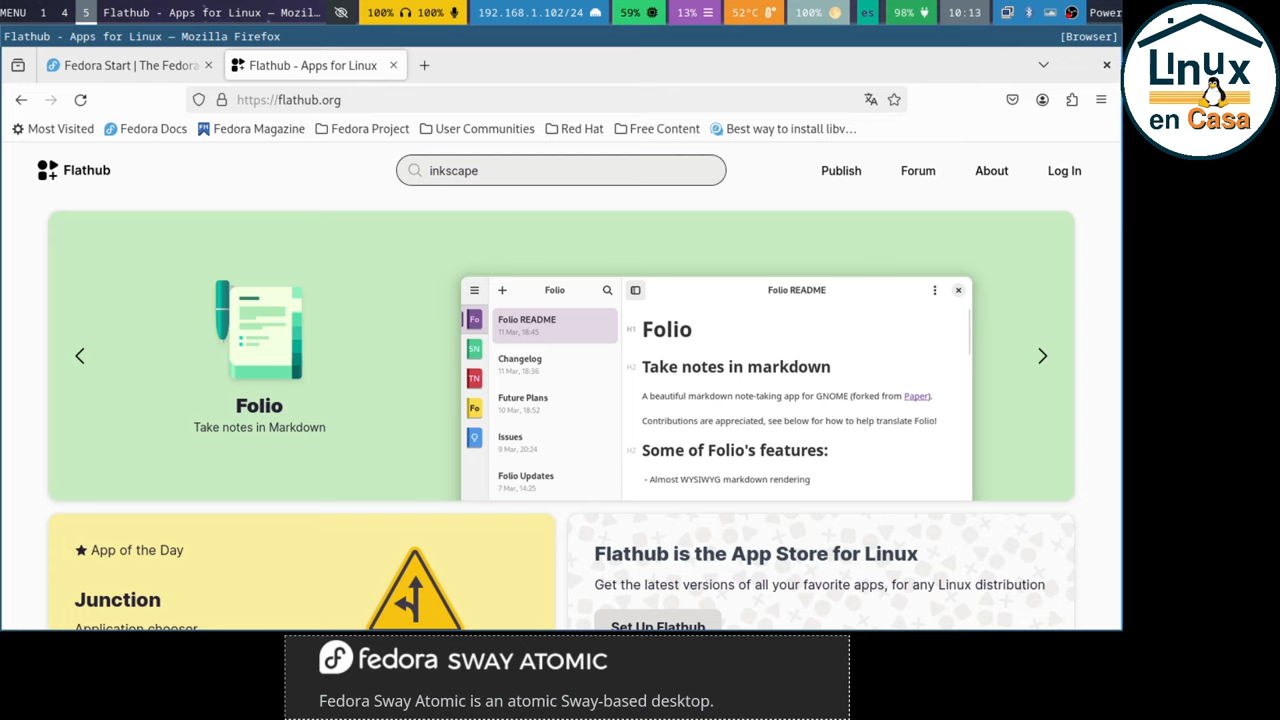 MENU 1 4 5 Flathub - Apps for Linux — Mozil… 100% 100% 192.168.1.102/24 59% 13% 52°C 100% es 98% 10:13 Power
Flathub - Apps for Linux — Mozilla Firefox [Browser]
Fedora Start | The Fedora Flathub - Apps for Linux
https://flathub.org
Most Visited Fedora Docs Fedora Magazine Fedora Project User Communities Red Hat Free Content Best way to install libv…
Flathub inkscape Publish Forum About Log In
Folio
Take notes in Markdown
Folio Folio README
Fo Folio README
11 Mar, 18:45
SN Changelog
11 Mar, 18:36
TN Future Plans
10 Mar, 18:52
Fo Issues
9 Mar, 20:24
Folio Updates
7 Mar, 14:25
H1 Folio
H2 Take notes in markdown
A beautiful markdown note-taking app for GNOME (forked from Paper).
Contributions are appreciated, see below for how to help translate Folio!
H2 Some of Folio's features:
- Almost WYSIWYG markdown rendering
App of the Day
Junction
Application chooser
Flathub is the App Store for Linux
Get the latest versions of all your favorite apps, for any Linux distribution
Set Up Flathub
Linux
en Casa
fedora SWAY ATOMIC
Fedora Sway Atomic is an atomic Sway-based desktop.